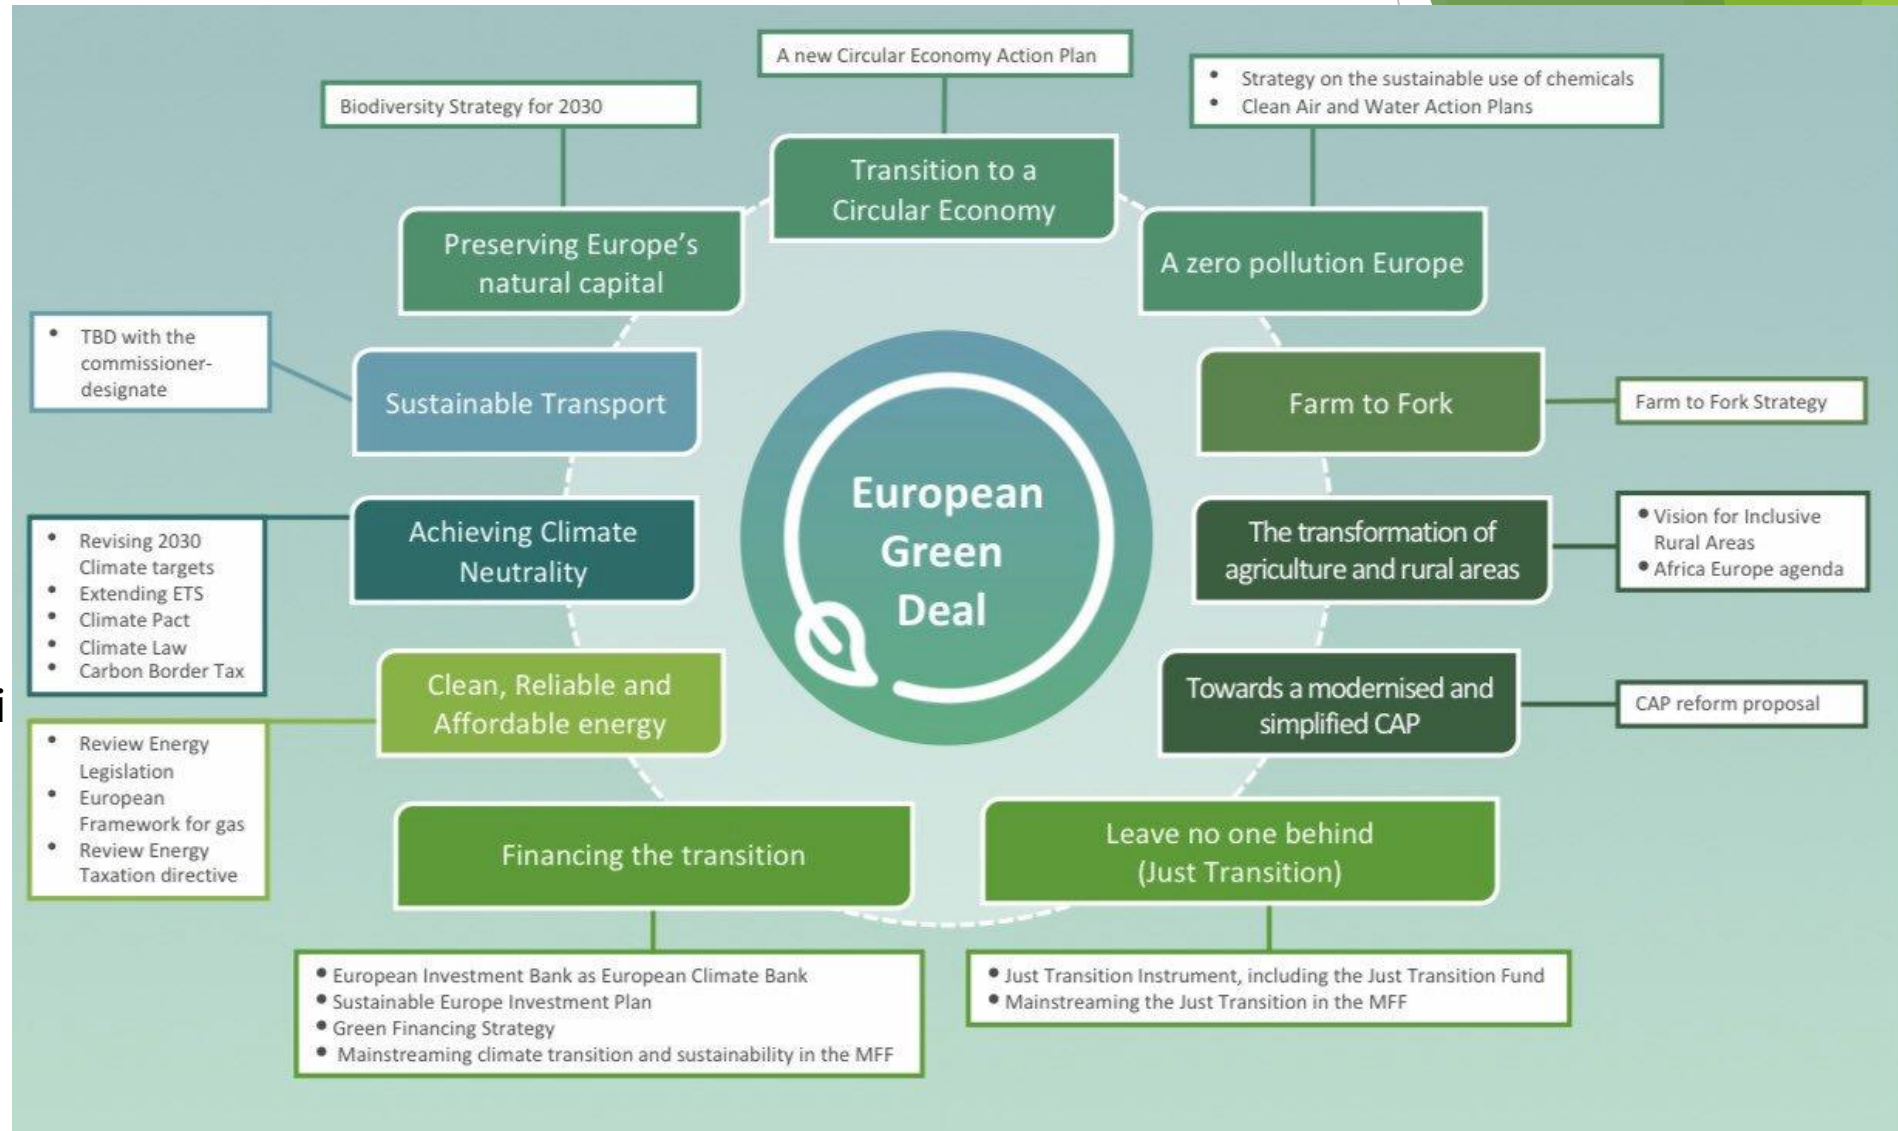 A new Circular Economy Action Plan
Biodiversity Strategy for 2030
• Strategy on the sustainable use of chemicals
• Clean Air and Water Action Plans
Transition to a
Circular Economy
Preserving Europe's
natural capital
A zero pollution Europe
• TBD with the
commissioner-
designate
Sustainable Transport
Farm to Fork
Farm to Fork Strategy
European
Green
Deal
• Revising 2030
Climate targets
• Extending ETS
• Climate Pact
• Climate Law
• Carbon Border Tax
Achieving Climate
Neutrality
The transformation of
agriculture and rural areas
• Vision for Inclusive
Rural Areas
• Africa Europe agenda
i
Clean, Reliable and
Affordable energy
Towards a modernised and
simplified CAP
CAP reform proposal
• Review Energy
Legislation
• European
Framework for gas
• Review Energy
Taxation directive
Financing the transition
Leave no one behind
(Just Transition)
• European Investment Bank as European Climate Bank
• Sustainable Europe Investment Plan
• Green Financing Strategy
• Mainstreaming climate transition and sustainability in the MFF
• Just Transition Instrument, including the Just Transition Fund
• Mainstreaming the Just Transition in the MFF